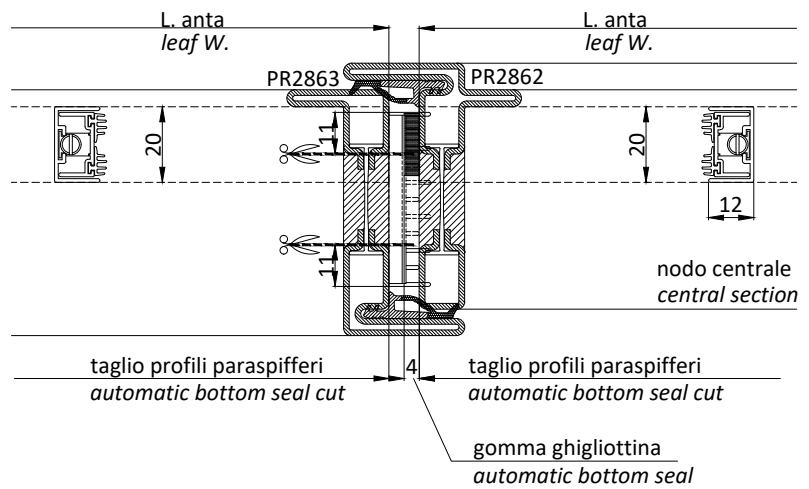 L. anta
leaf W.
L. anta
leaf W.
PR2863
PR2862
11
20
20
12
11
nodo centrale
central section
taglio profili paraspifferi
automatic bottom seal cut
4
taglio profili paraspifferi
automatic bottom seal cut
gomma ghigliottina
automatic bottom seal